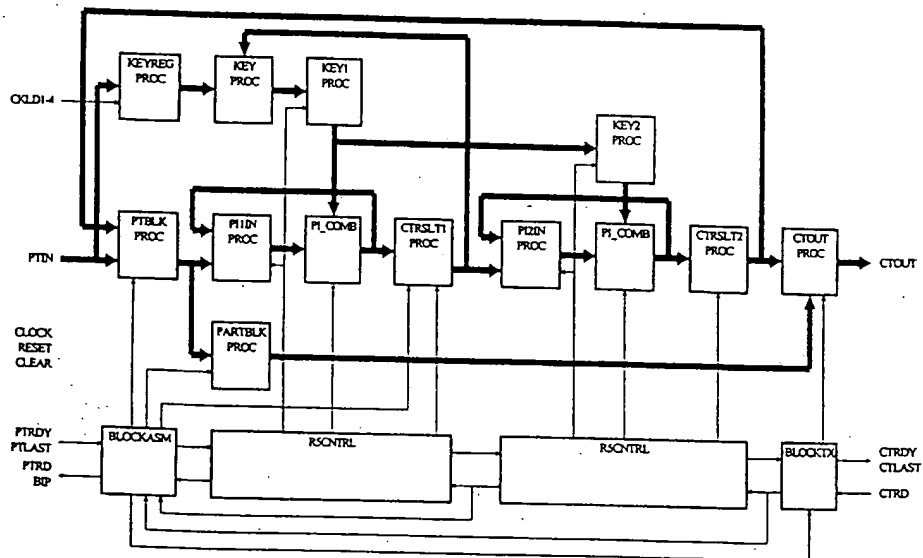 KEYREG
PROC
KEY
PROC
KEY1
PROC
CKLD1-4
KEY2
PROC
PTBLK
PROC
PI1IN
PROC
PI_COMB
CTRSLT1
PROC
PI2IN
PROC
PI_COMB
CTRSLT2
PROC
CTOUT
PROC
PTIN
CTOUT
CLOCK
RESET
CLEAR
PARTBLK
PROC
PTRDY
PTLAST
PTRD
BIP
BLOCKASM
RSCNTRL
RSCNTRL
BLOCKTX
CTRDY
CTLAST
CTRD